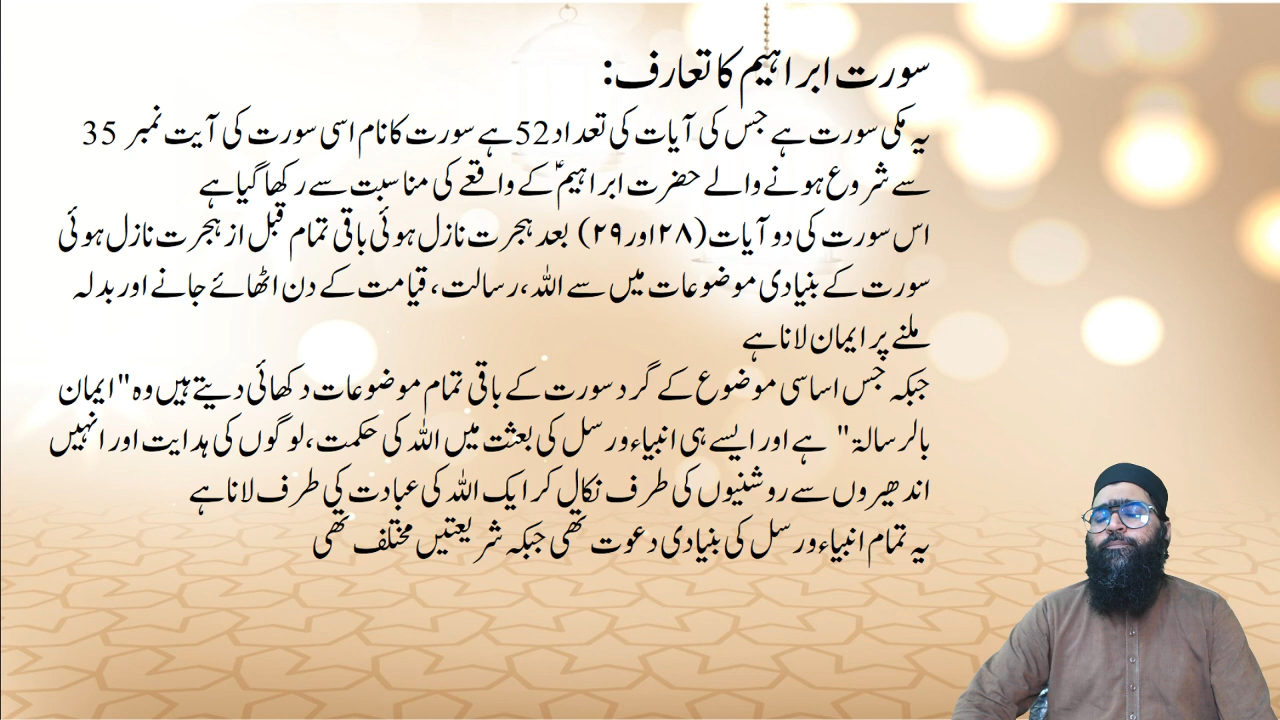 سورت ابراہیم کا تعارف:
یہ مکی سورت ہے جس کی آیات کی تعداد 52 ہے سورت کا نام اسی سورت کی آیت نمبر 35
سے شروع ہونے والے حضرت ابراہیمؑ کے واقعے کی مناسبت سے رکھا گیا ہے
اس سورت کی دو آیات (۲۸ اور ۲۹) بعد ہجرت نازل ہوئی باقی تمام قبل از ہجرت نازل ہوئی
سورت کے بنیادی موضوعات میں سے اللہ ،رسالت ، قیامت کے دن اٹھائے جانے اور بدلہ
ملنے پر ایمان لانا ہے
جبکہ جس اساسی موضوع کے گرد سورت کے باقی تمام موضوعات دکھائی دیتے ہیں وہ "ایمان
بالرسالۃ" ہے اور ایسے ہی انبیاء ورسل کی بعثت میں اللہ کی حکمت ،لوگوں کی ہدایت اور انہیں
اندھیروں سے روشنیوں کی طرف نکال کر ایک اللہ کی عبادت کی طرف لانا ہے
یہ تمام انبیاء ورسل کی بنیادی دعوت تھی جبکہ شریعتیں مختلف تھی